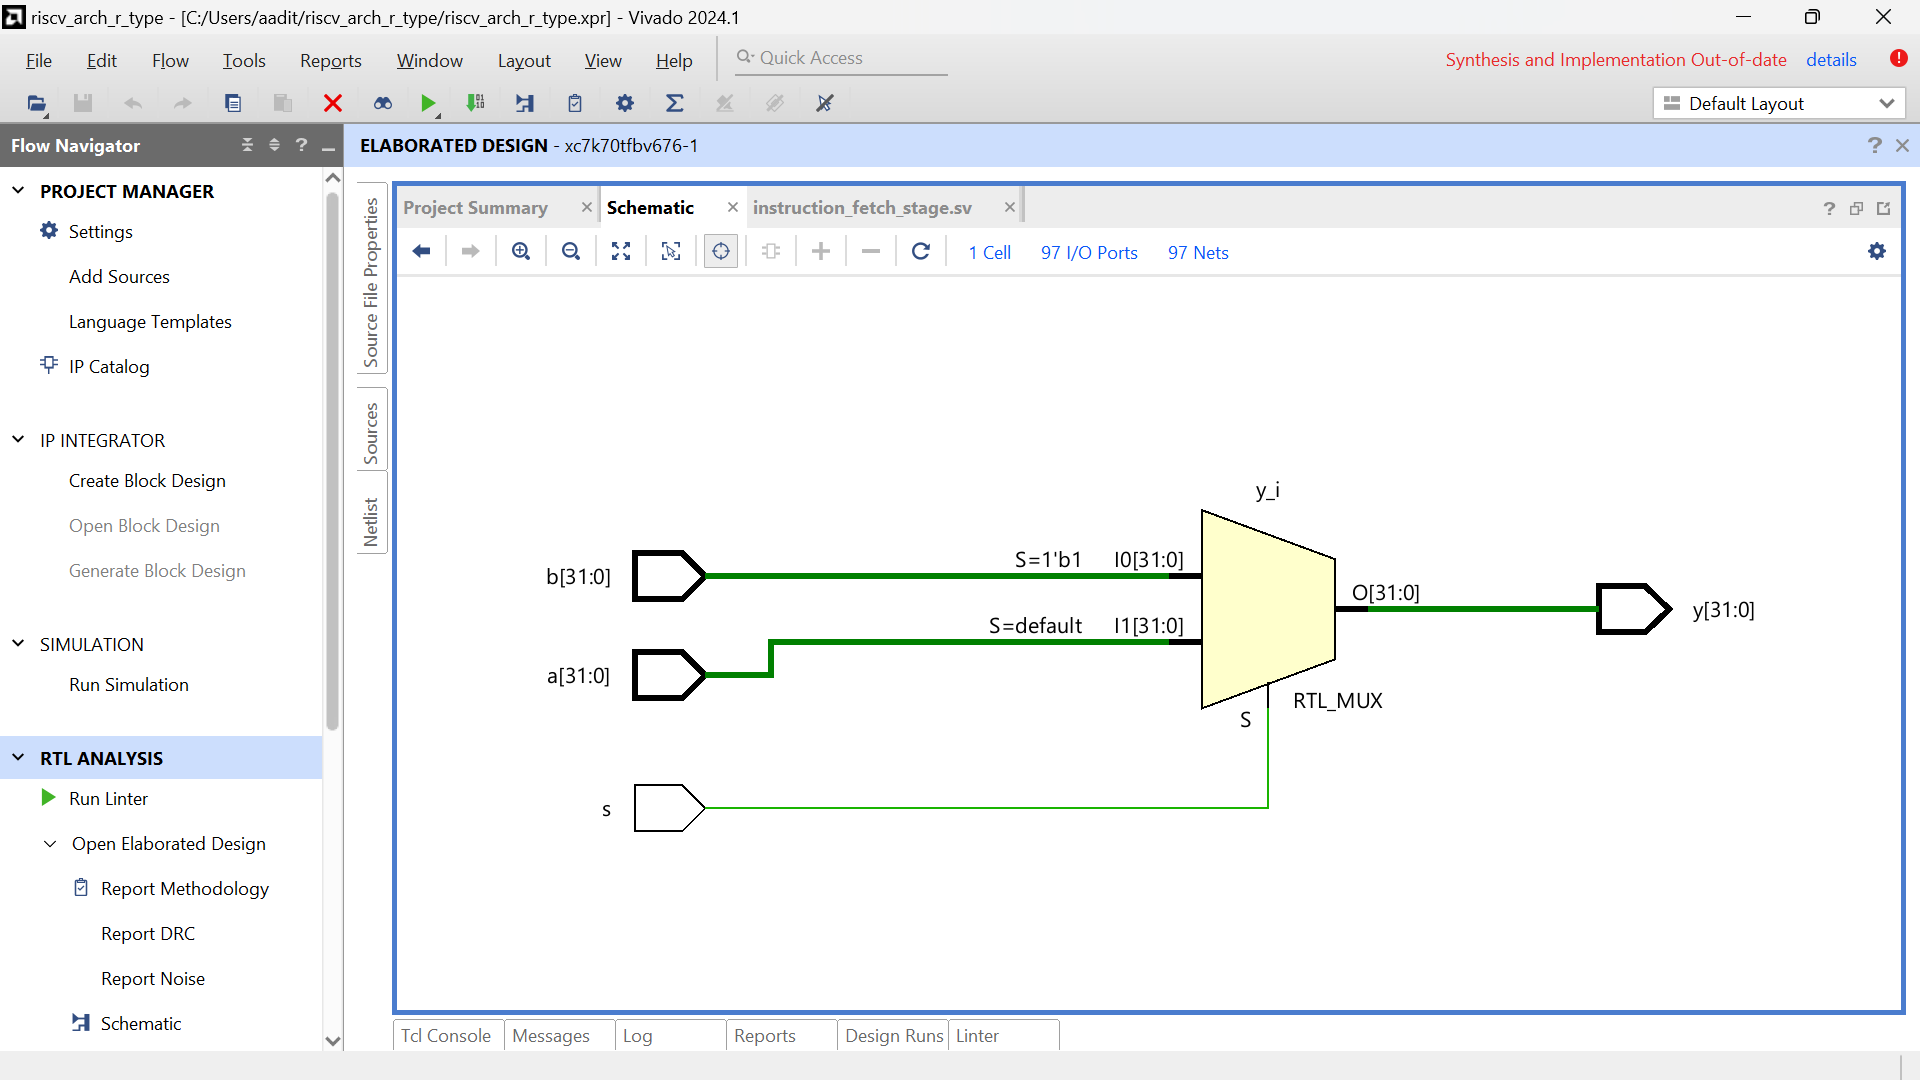 riscv_arch_r_type - [C:/Users/aadit/riscv_arch_r_type/riscv_arch_r_type.xpr] - Vivado 2024.1
File Edit Flow Tools Reports Window Layout View Help Quick Access
Synthesis and Implementation Out-of-date details
Default Layout
Flow Navigator
ELABORATED DESIGN - xc7k70tfbv676-1
PROJECT MANAGER
Settings
Add Sources
Language Templates
IP Catalog
IP INTEGRATOR
Create Block Design
Open Block Design
Generate Block Design
SIMULATION
Run Simulation
RTL ANALYSIS
Run Linter
Open Elaborated Design
Report Methodology
Report DRC
Report Noise
Schematic
Source File Properties
Sources
Netlist
Project Summary
Schematic
instruction_fetch_stage.sv
1 Cell 97 I/O Ports 97 Nets
y_i
S=1'b1 I0[31:0]
b[31:0]
O[31:0]
y[31:0]
S=default I1[31:0]
a[31:0]
RTL_MUX
S
s
Tcl Console Messages Log Reports Design Runs Linter